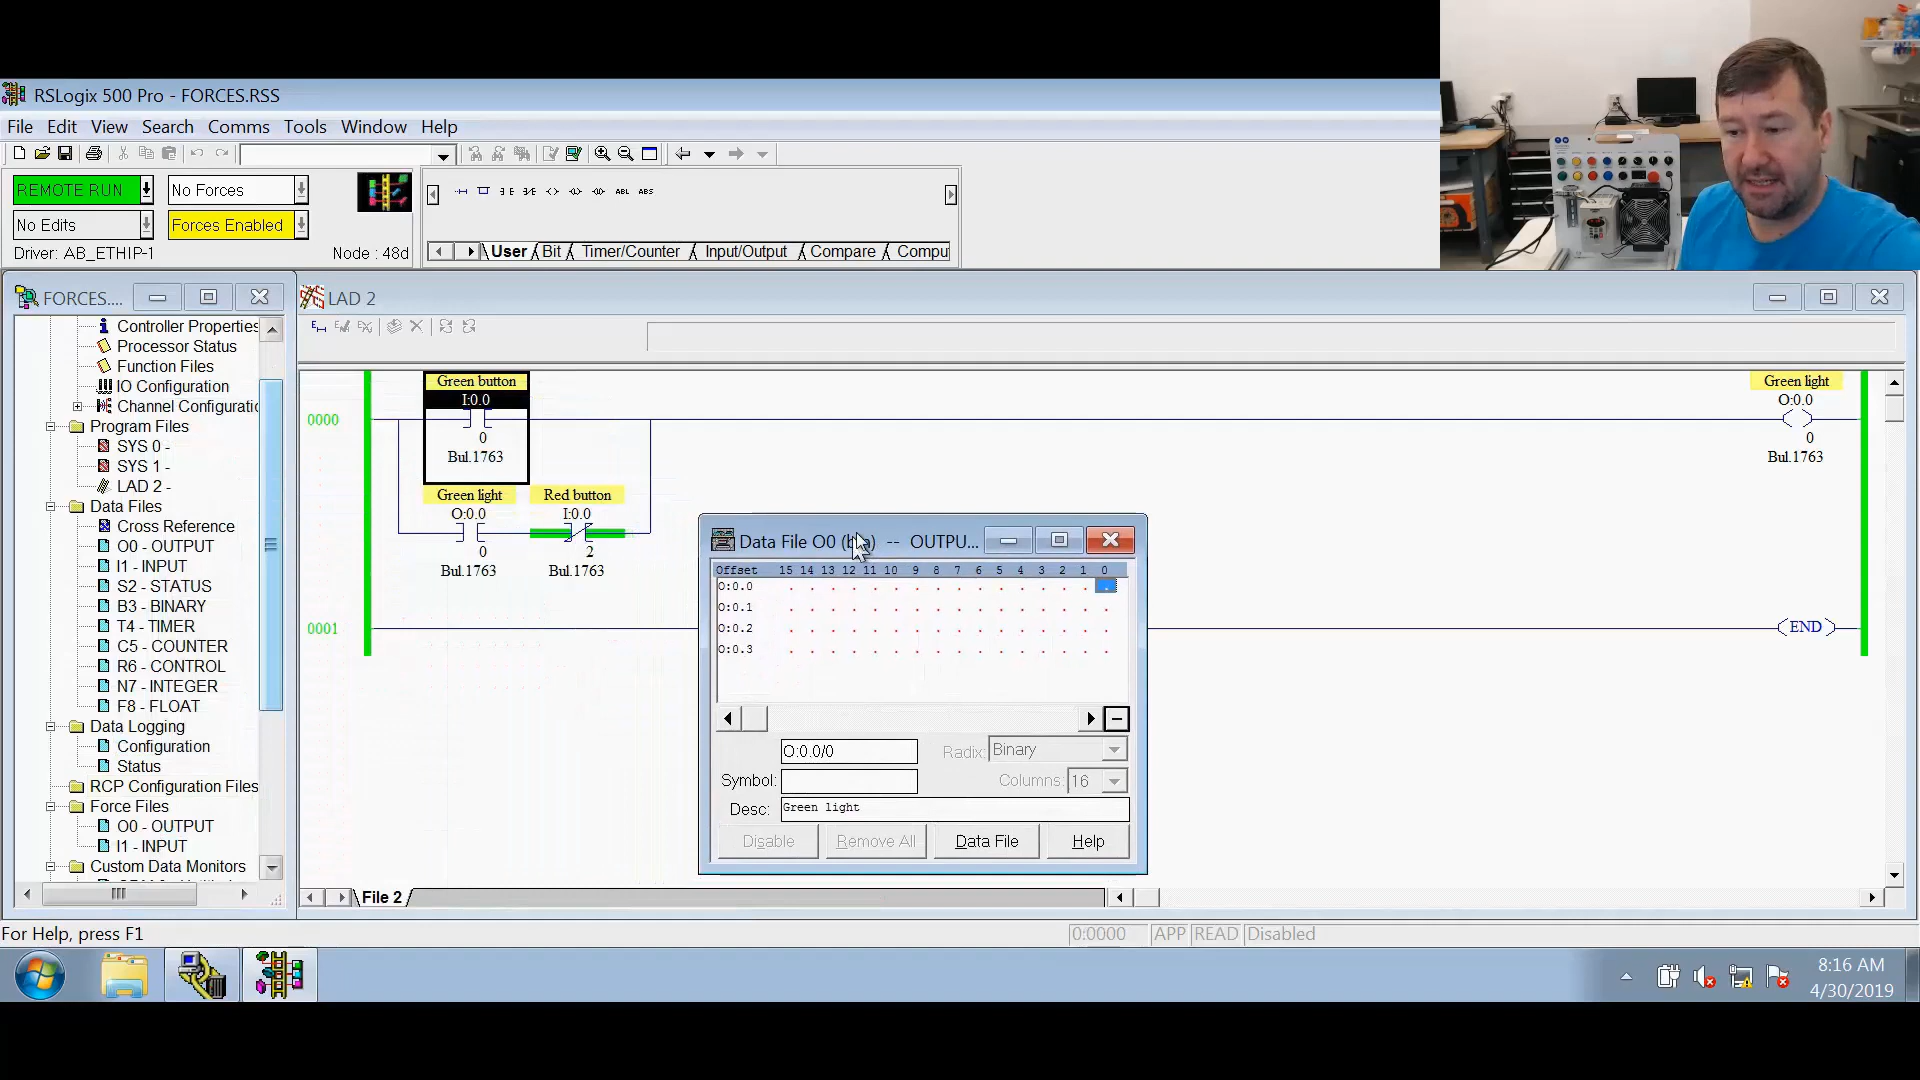 RSLogix 500 Pro - FORCES.RSS
File Edit View Search Comms Tools Window Help
REMOTE RUN No Forces
No Edits Forces Enabled
Driver: AB_ETHIP-1 Node : 48d
ABL ABS
User Bit Timer/Counter Input/Output Compare Compu
FORCES....
LAD 2
Controller Properties
Processor Status
Function Files
IO Configuration
Channel Configuratic
Program Files
SYS 0 -
SYS 1 -
LAD 2 -
Data Files
Cross Reference
O0 - OUTPUT
I1 - INPUT
S2 - STATUS
B3 - BINARY
T4 - TIMER
C5 - COUNTER
R6 - CONTROL
N7 - INTEGER
F8 - FLOAT
Data Logging
Configuration
Status
RCP Configuration Files
Force Files
O0 - OUTPUT
I1 - INPUT
Custom Data Monitors
0000
Green button
I:0.0
0
Bul.1763
Green light
O:0.0
0
Bul.1763
Green light
O:0.0
0
Bul.1763
Red button
I:0.0
2
Bul.1763
0001
END
Data File O0 -- OUTPU...
Offset 15 14 13 12 11 10 9 8 7 6 5 4 3 2 1 0
O:0.0 . . . . . . . . . . . . . . . .
O:0.1 . . . . . . . . . . . . . . . .
O:0.2 . . . . . . . . . . . . . . . .
O:0.3 . . . . . . . . . . . . . . . .
O:0.0/0 Radix: Binary
Symbol: Columns: 16
Desc: Green light
Disable Remove All Data File Help
File 2
For Help, press F1
0:0000 APP READ Disabled
8:16 AM
4/30/2019